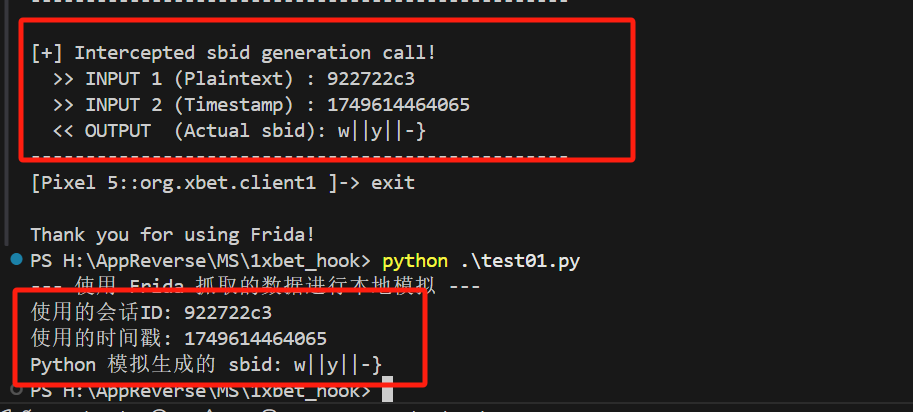 [+] Intercepted sbid generation call!
>> INPUT 1 (Plaintext) : 922722c3
>> INPUT 2 (Timestamp) : 1749614464065
<< OUTPUT  (Actual sbid): w||y||-}
--------------------------------------------------
[Pixel 5::org.xbet.client1 ]-> exit
Thank you for using Frida!
PS H:\AppReverse\MS\1xbet_hook> python .\test01.py
--- 使用 Frida 抓取的数据进行本地模拟 ---
使用的会话ID: 922722c3
使用的时间戳: 1749614464065
Python 模拟生成的 sbid: w||y||-}
PS H:\AppReverse\MS\1xbet_hook>